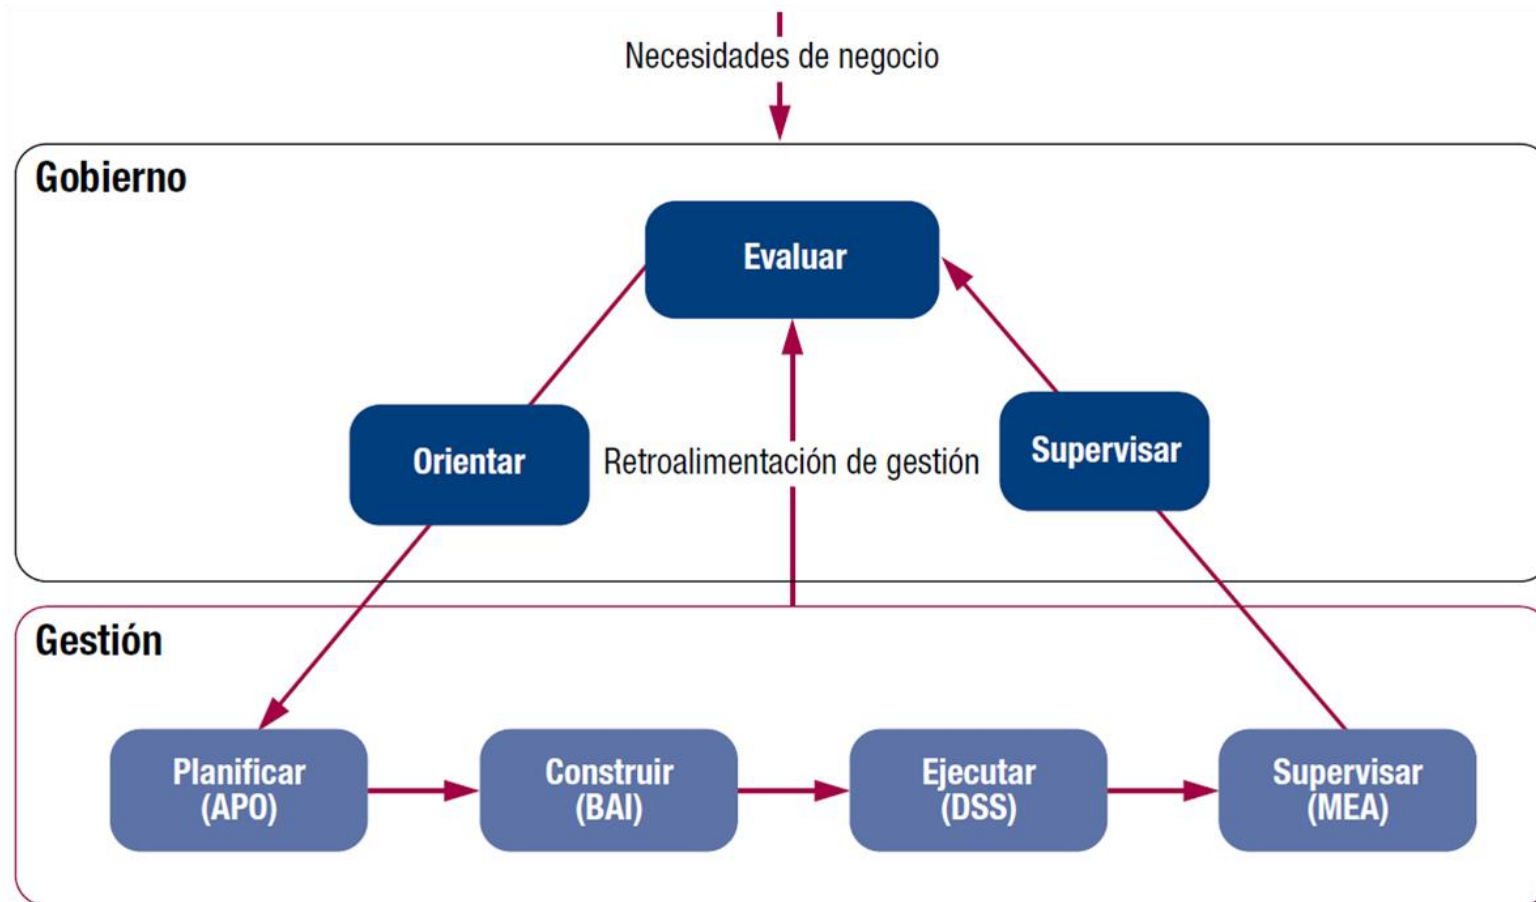 Necesidades de negocio
Gobierno
Evaluar
Orientar
Retroalimentación de gestión
Supervisar
Gestión
Planificar
(APO)
Construir
(BAI)
Ejecutar
(DSS)
Supervisar
(MEA)